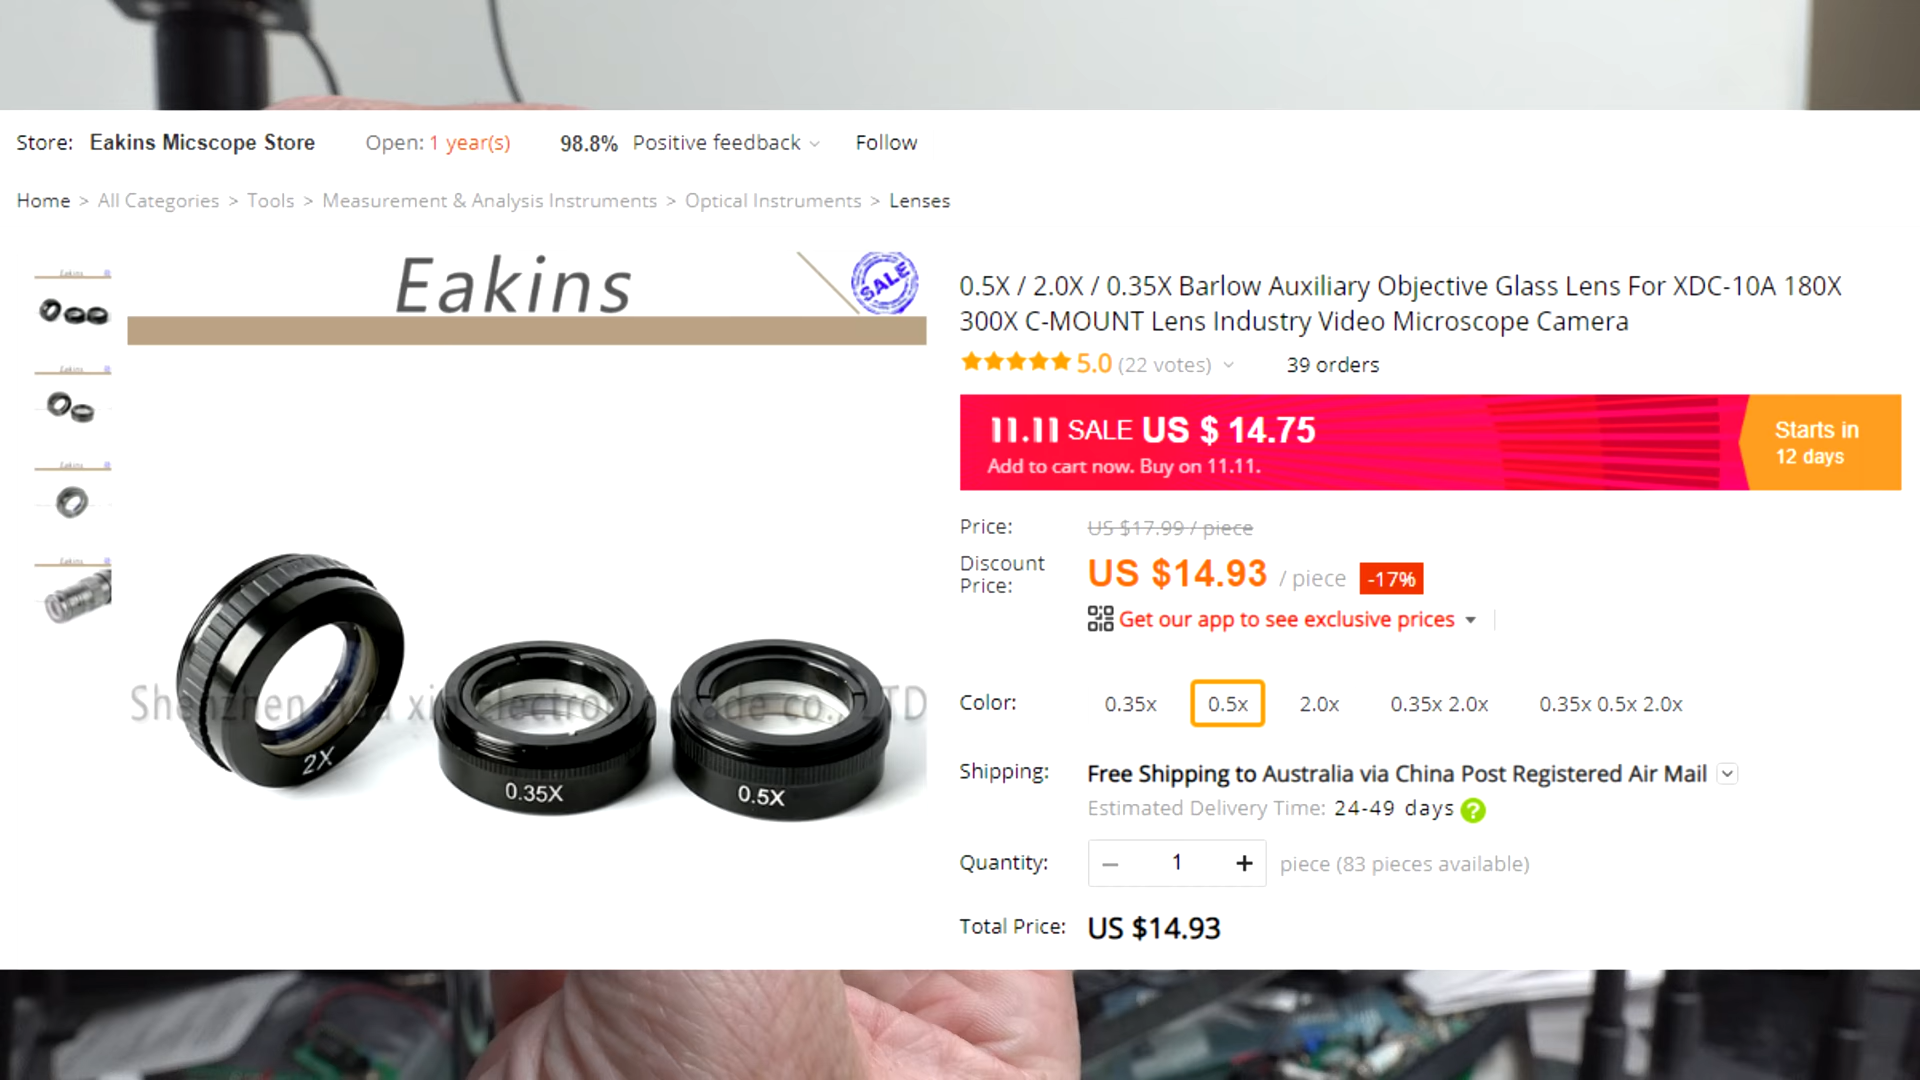 Store: Eakins Micscope Store Open: 1 year(s) 98.8% Positive feedback Follow
Home > All Categories > Tools > Measurement & Analysis Instruments > Optical Instruments > Lenses
Eakins
SALE
Eakins
Eakins
Eakins
Eakins
2X
0.35X
0.5X
0.5X / 2.0X / 0.35X Barlow Auxiliary Objective Glass Lens For XDC-10A 180X
300X C-MOUNT Lens Industry Video Microscope Camera
5.0 (22 votes) 39 orders
11.11 SALE US $ 14.75
Add to cart now. Buy on 11.11.
Starts in
12 days
Price: US $17.99 / piece
Discount
Price: US $14.93 / piece -17%
Get our app to see exclusive prices
Color: 0.35x 0.5x 2.0x 0.35x 2.0x 0.35x 0.5x 2.0x
Shipping: Free Shipping to Australia via China Post Registered Air Mail
Estimated Delivery Time: 24-49 days ?
Quantity: − 1 + piece (83 pieces available)
Total Price: US $14.93